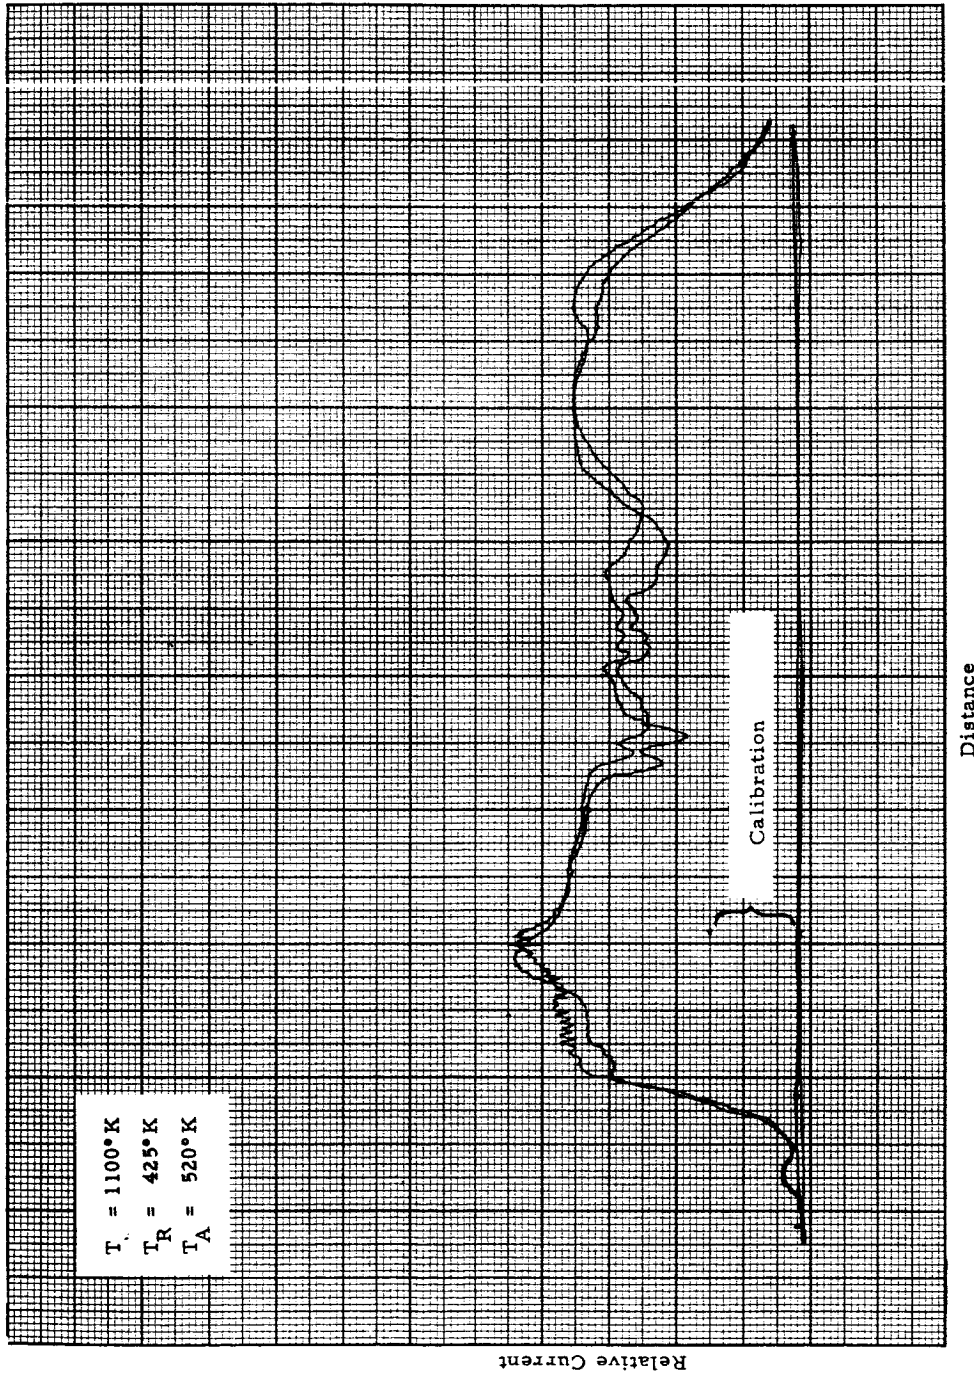 T = 1100°K
T_R = 425°K
T_A = 520°K
Calibration
Distance
Relative Current